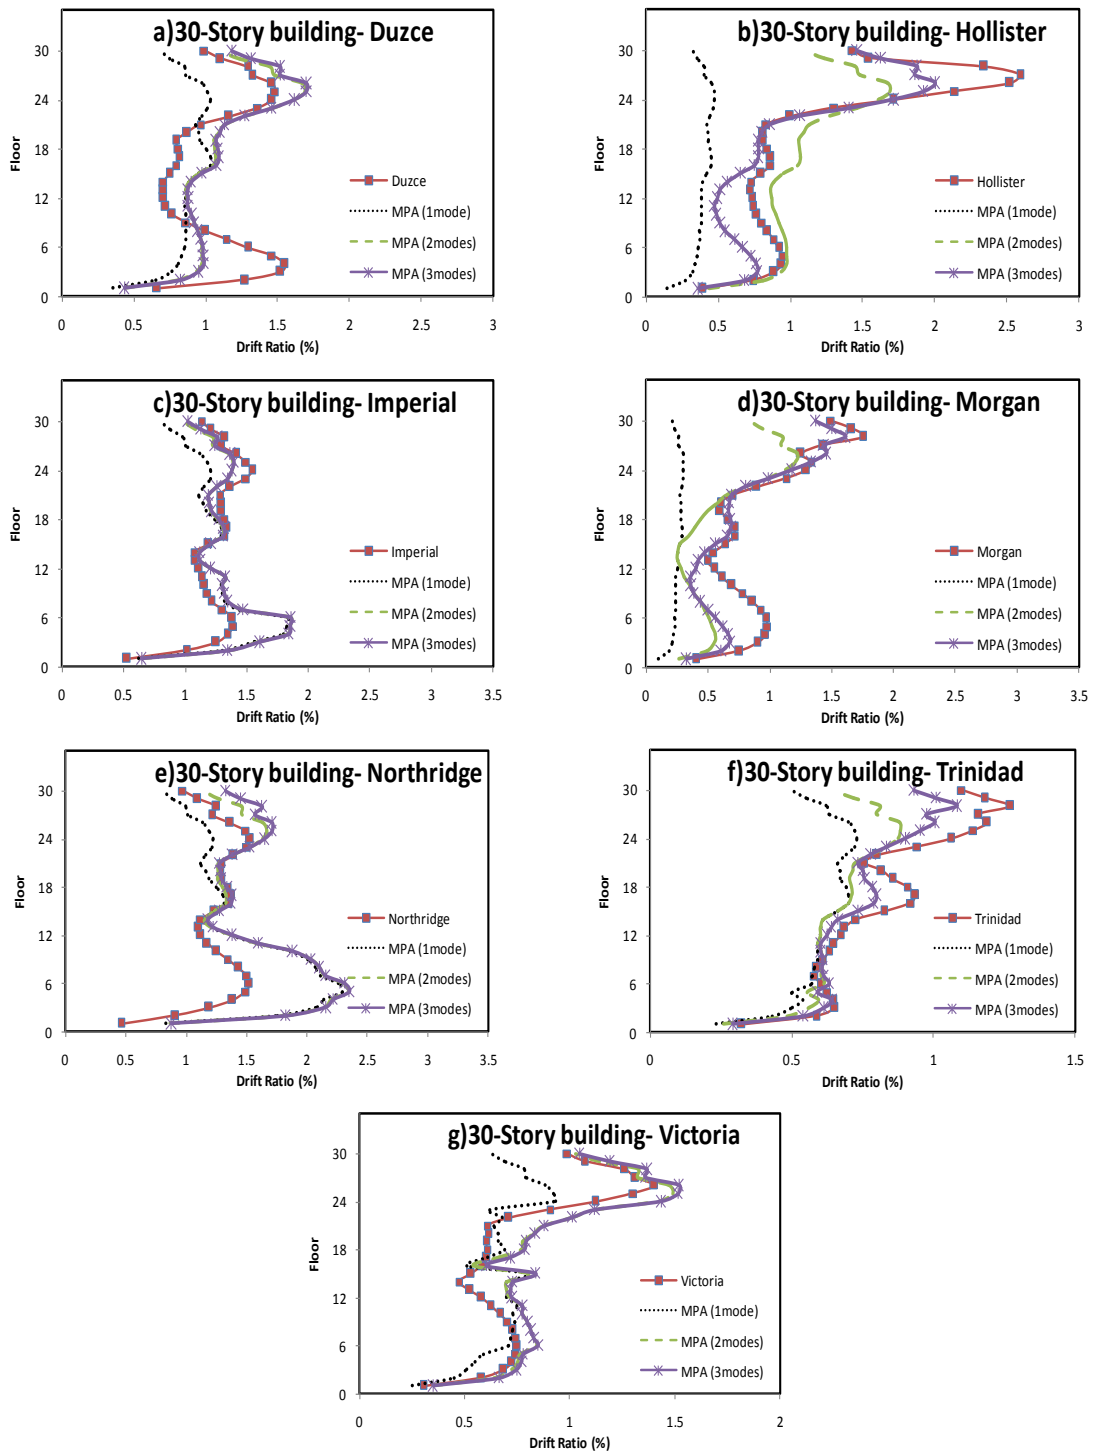 a)30-Story building- Duzce
30
24
18
12
6
0
Floor
Duzce
MPA (1mode)
MPA (2modes)
MPA (3modes)
0 0.5 1 1.5 2 2.5 3
Drift Ratio (%)
b)30-Story building- Hollister
30
24
18
12
6
0
Floor
Hollister
MPA (1mode)
MPA (2modes)
MPA (3modes)
0 0.5 1 1.5 2 2.5 3
Drift Ratio (%)
c)30-Story building- Imperial
30
24
18
12
6
0
Floor
Imperial
MPA (1mode)
MPA (2modes)
MPA (3modes)
0 0.5 1 1.5 2 2.5 3 3.5
Drift Ratio (%)
d)30-Story building- Morgan
30
24
18
12
6
0
Floor
Morgan
MPA (1mode)
MPA (2modes)
MPA (3modes)
0 0.5 1 1.5 2 2.5 3 3.5
Drift Ratio (%)
e)30-Story building- Northridge
30
24
18
12
6
0
Floor
Northridge
MPA (1mode)
MPA (2modes)
MPA (3modes)
0 0.5 1 1.5 2 2.5 3 3.5
Drift Ratio (%)
f)30-Story building- Trinidad
30
24
18
12
6
0
Floor
Trinidad
MPA (1mode)
MPA (2modes)
MPA (3modes)
0 0.5 1 1.5
Drift Ratio (%)
g)30-Story building- Victoria
30
24
18
12
6
0
Floor
Victoria
MPA (1mode)
MPA (2modes)
MPA (3modes)
0 0.5 1 1.5 2
Drift Ratio (%)